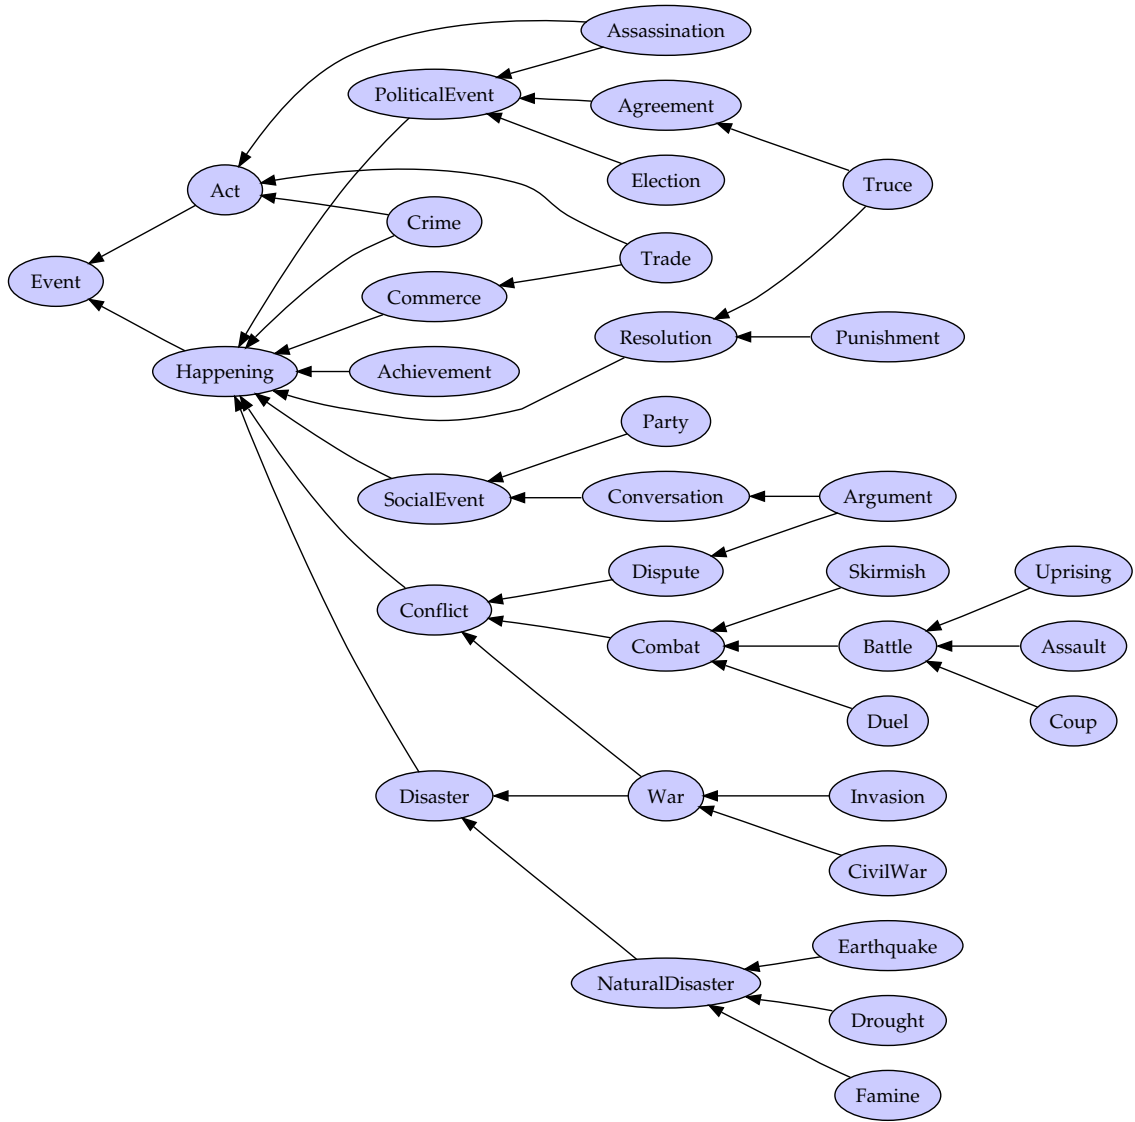 Assassination
PoliticalEvent
Agreement
Election
Truce
Act
Crime
Trade
Event
Commerce
Resolution
Punishment
Happening
Achievement
Party
SocialEvent
Conversation
Argument
Dispute
Skirmish
Uprising
Conflict
Combat
Battle
Assault
Duel
Coup
Disaster
War
Invasion
CivilWar
Earthquake
NaturalDisaster
Drought
Famine